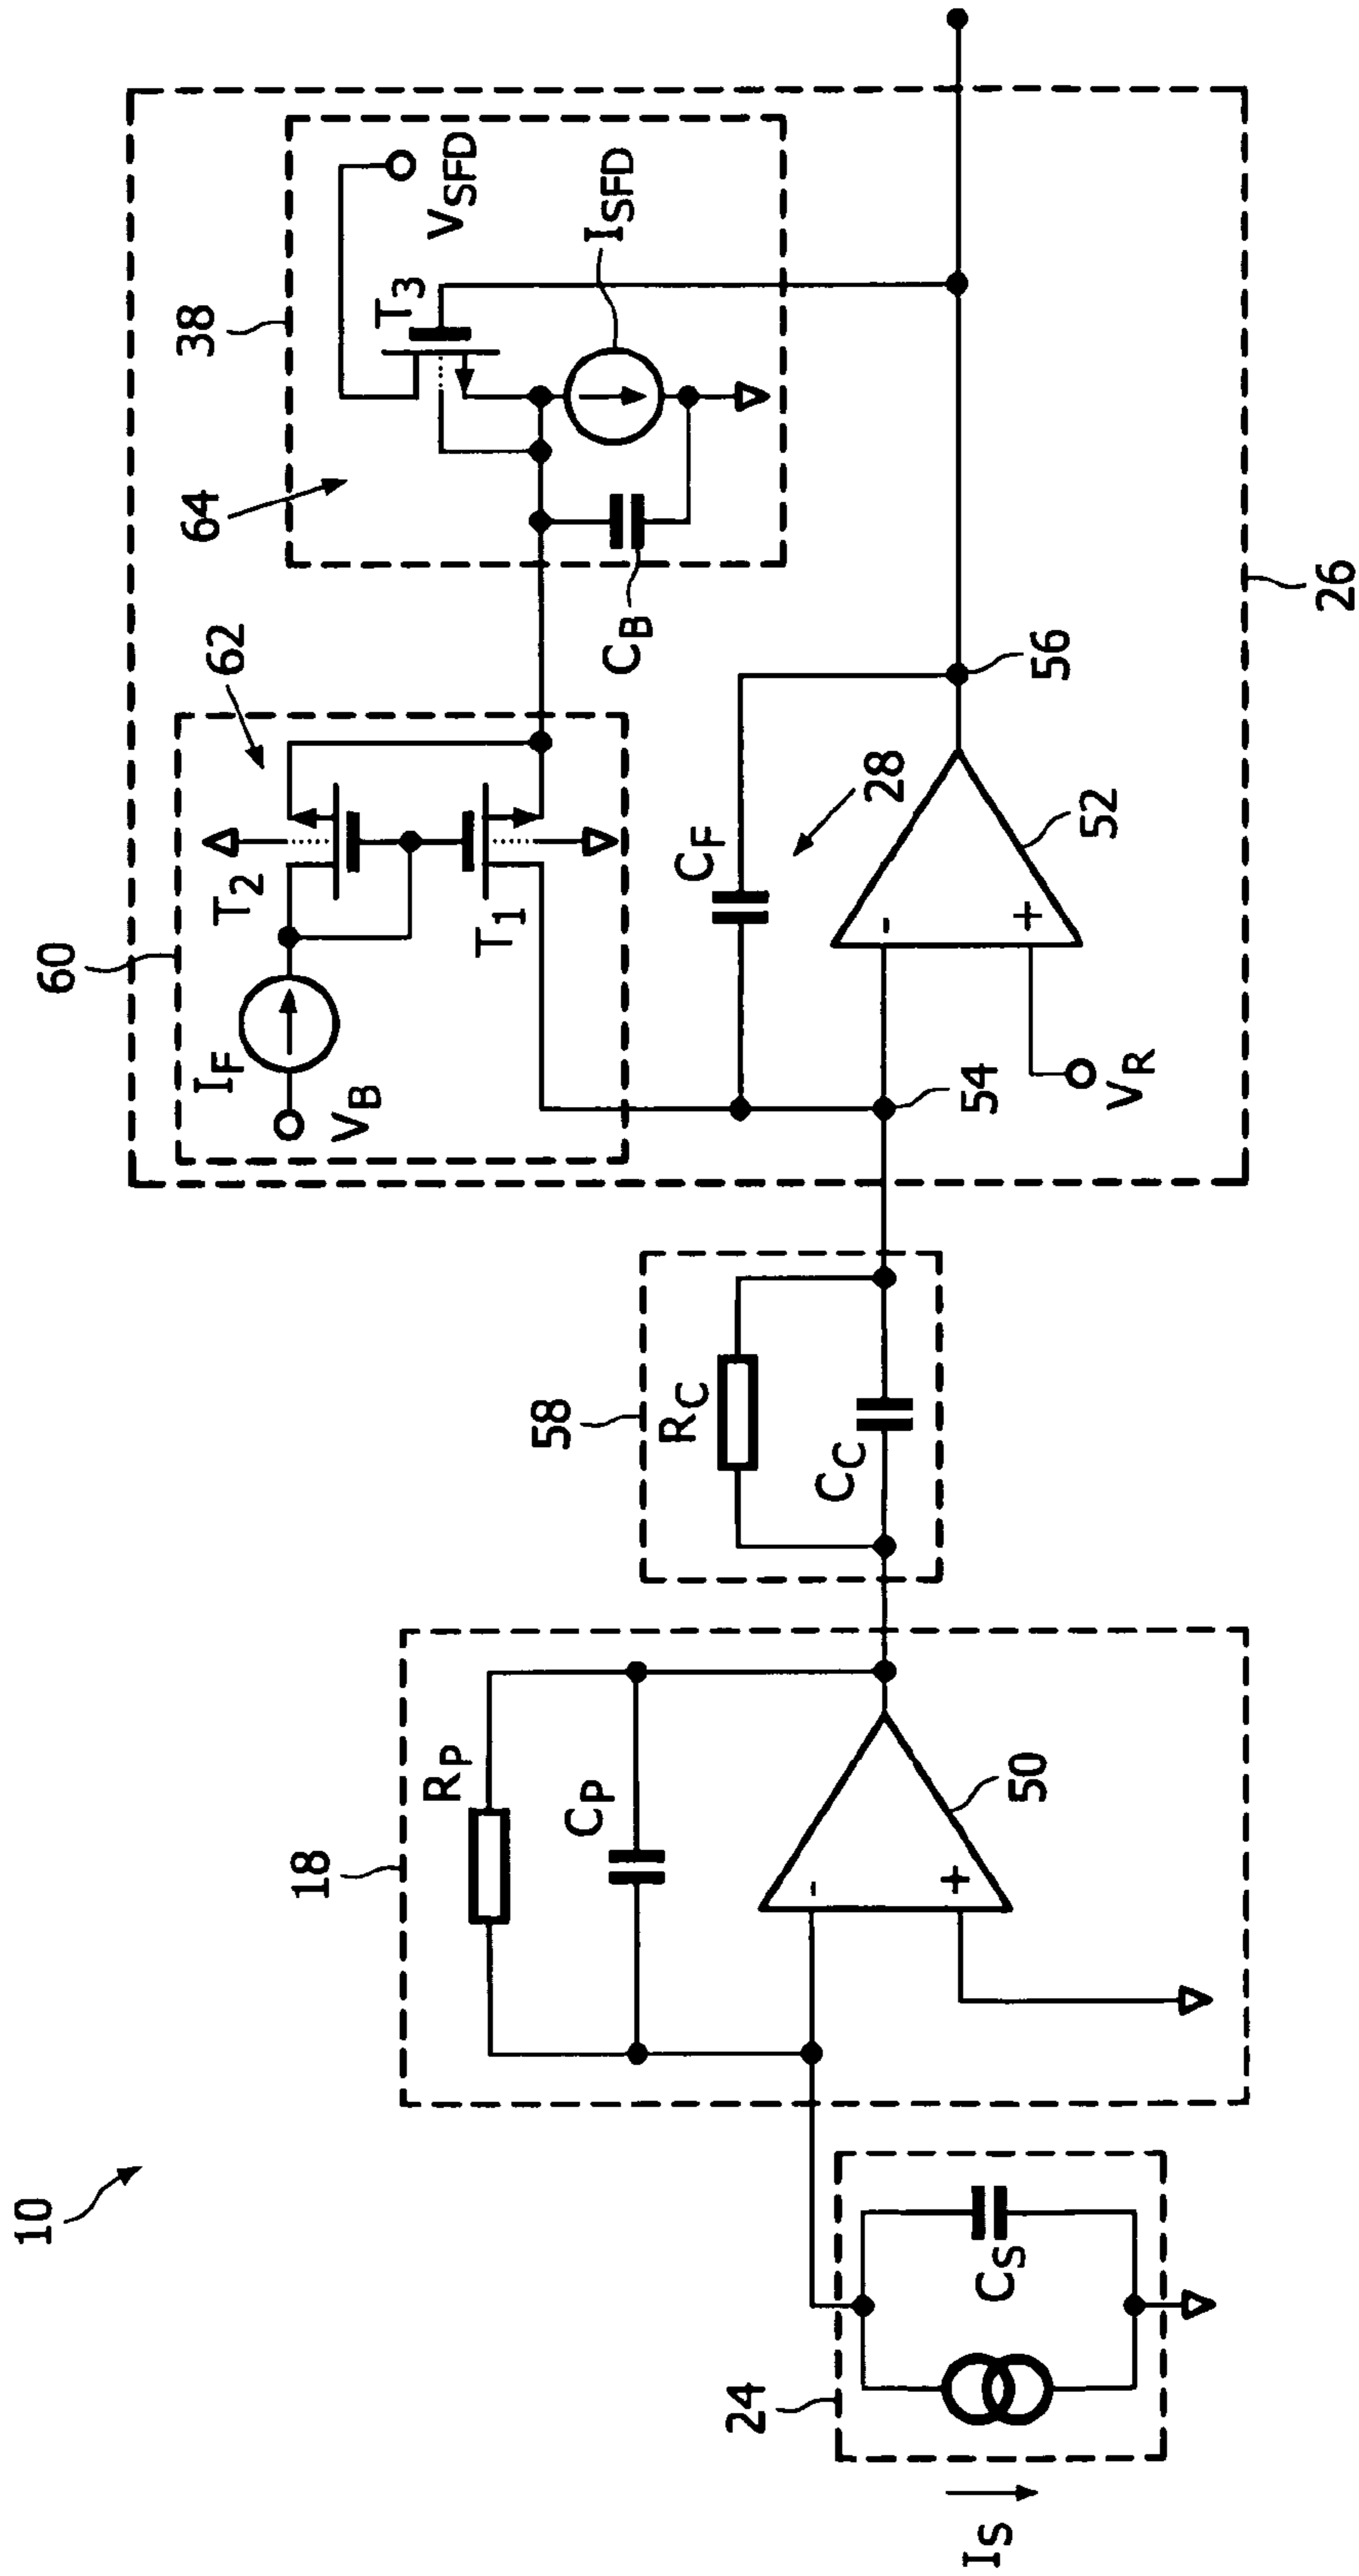 10
I_S
24
C_S
18
R_P
C_P
-
+
50
58
R_C
C_C
60
I_F
V_B
T_2
T_1
62
54
V_R
C_F
28
-
+
52
56
64
38
T_3
V_SFD
I_SFD
C_B
26